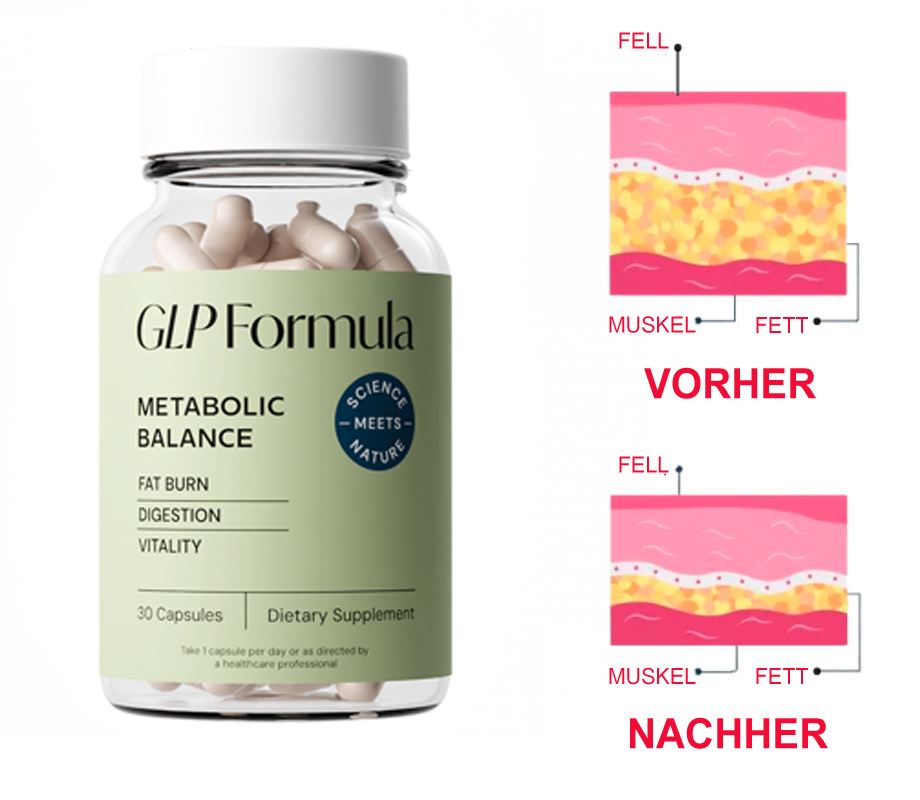 GLP Formula
METABOLIC
BALANCE
SCIENCE
MEETS
NATURE
FAT BURN
DIGESTION
VITALITY
30 Capsules
Dietary Supplement
Take 1 capsule per day or as directed by
a healthcare professional
FELL
MUSKEL
FETT
VORHER
FELL
MUSKEL
FETT
NACHHER